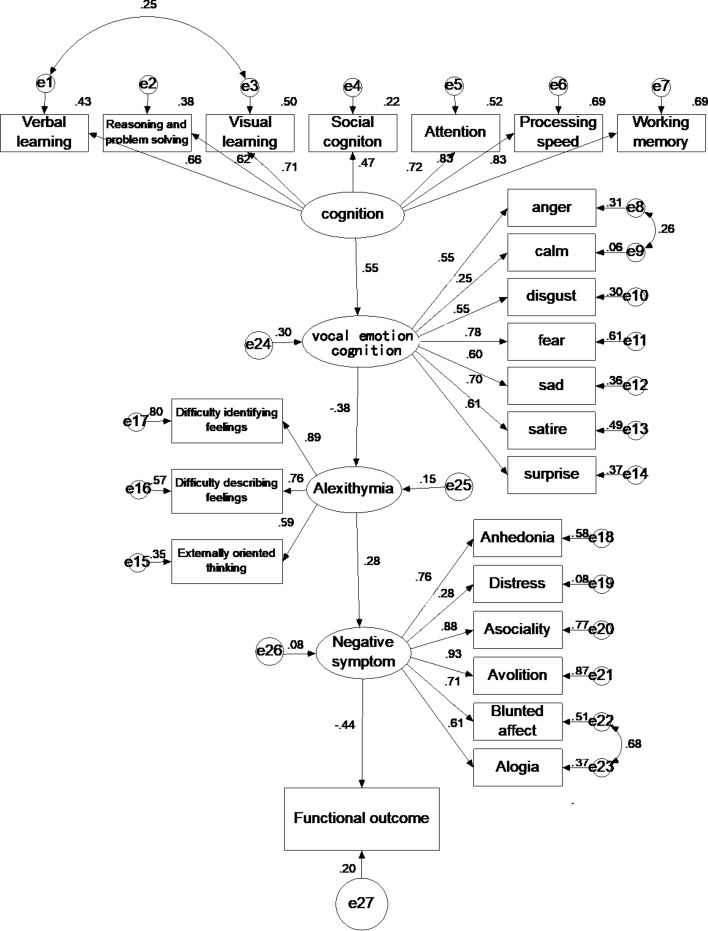 .25
e1 e2 e3 e4 e5 e6 e7
.43 .38 .50 .22 .52 .69 .69
Verbal
learning
Reasoning and
problem solving
Visual
learning
Social
cogniton
Attention
Processing
speed
Working
memory
.66 .62 .71 .47 .72 .83 .83
cognition
.55
anger .31 e8
calm .06 e9
.26
disgust .30 e10
fear .61 e11
sad .36 e12
satire .49 e13
surprise .37 e14
.55
.25
.55
.78
.60
.70
.61
e24 .30
vocal emotion
cognition
-.38
e17 .80
Difficulty identifying
feelings
.89
e16 .57
Difficulty describing
feelings
.76
e15 .35
Externally oriented
thinking
.59
Alexithymia
.15 e25
.28
Anhedonia .58 e18
Distress .08 e19
Asociality .77 e20
Avolition .87 e21
Blunted
affect
.51 e22
Alogia .37 e23
.68
.76
.28
.88
.93
.71
.61
e26 .08
Negative
symptom
-.44
Functional outcome
.20
e27